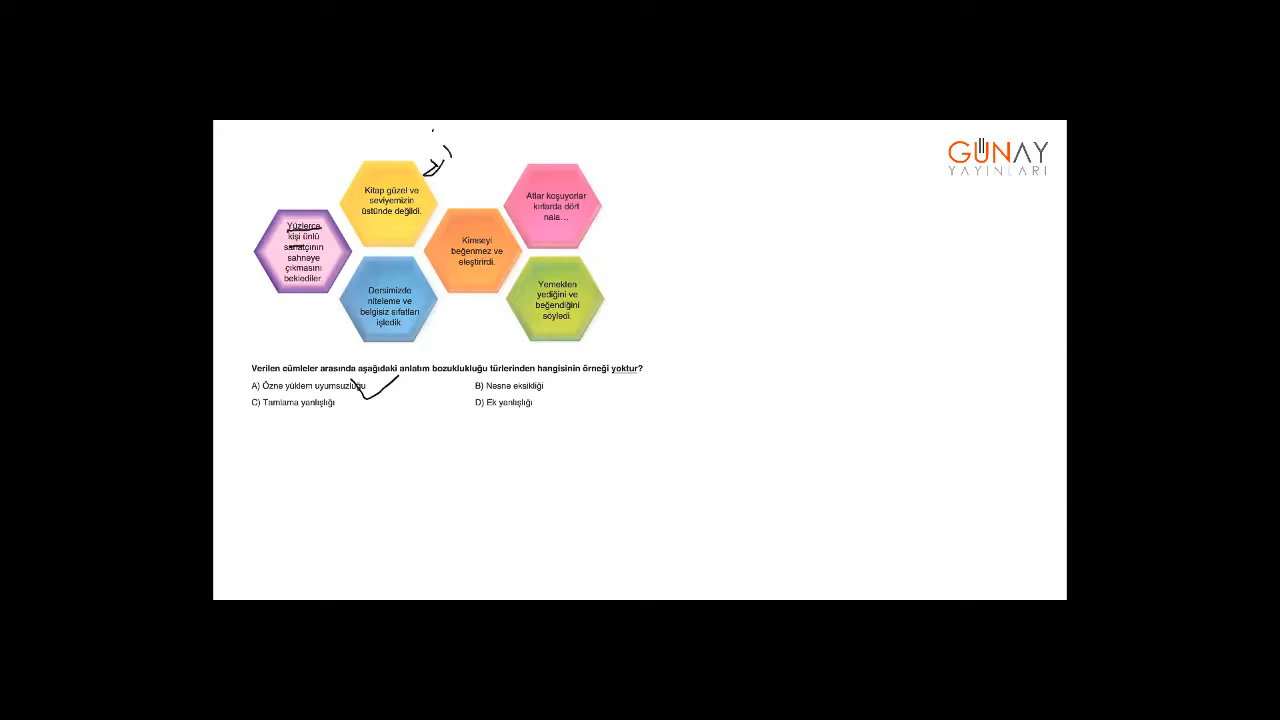 GÜNAY
YAYINLARI
Kitap güzel ve
seviyemizin
üstünde değildi.
Atlar koşuyorlar
kırlarda dört
nala…
Yüzlerce
kişi ünlü
sanatçının
sahneye
çıkmasını
beklediler.
Kimseyi
beğenmez ve
eleştirirdi.
Dersimizde
niteleme ve
belgisiz sıfatları
işledik.
Yemekten
yediğini ve
beğendiğini
söyledi.
Verilen cümleler arasında aşağıdaki anlatım bozuklukluğu türlerinden hangisinin örneği yoktur?
A) Özne yüklem uyumsuzluğu B) Nesne eksikliği
C) Tamlama yanlışlığı D) Ek yanlışlığı